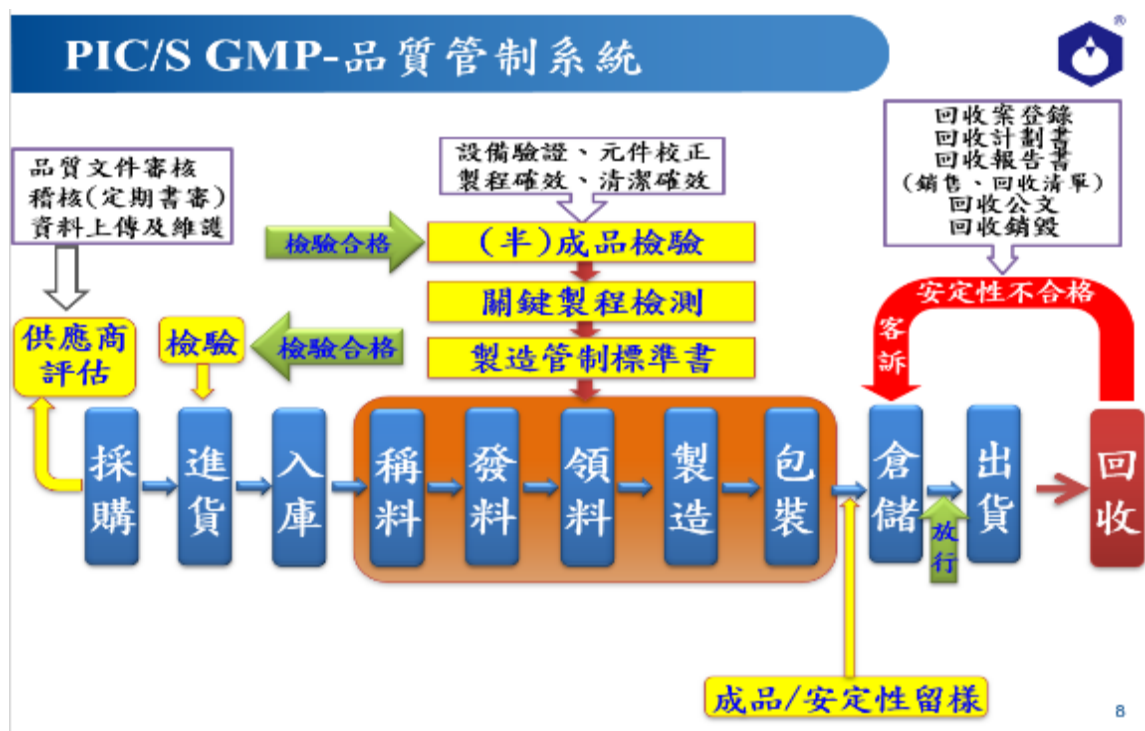 PIC/S GMP-品質管制系統
®
品質文件審核
稽核(定期書審)
資料上傳及維護
設備驗證、元件校正
製程確效、清潔確效
回收案登錄
回收計劃書
回收報告書
(銷售、回收清單)
回收公文
回收銷毀
檢驗合格
(半)成品檢驗
關鍵製程檢測
製造管制標準書
供應商
評估
檢驗
檢驗合格
安定性不合格
客訴
採購
進貨
入庫
稱料
發料
領料
製造
包裝
倉儲
放行
出貨
回收
成品/安定性留樣
8